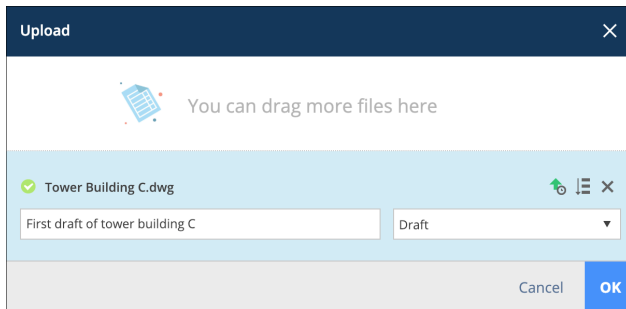 Upload
You can drag more files here
Tower Building C.dwg
First draft of tower building C
Draft
Cancel
OK